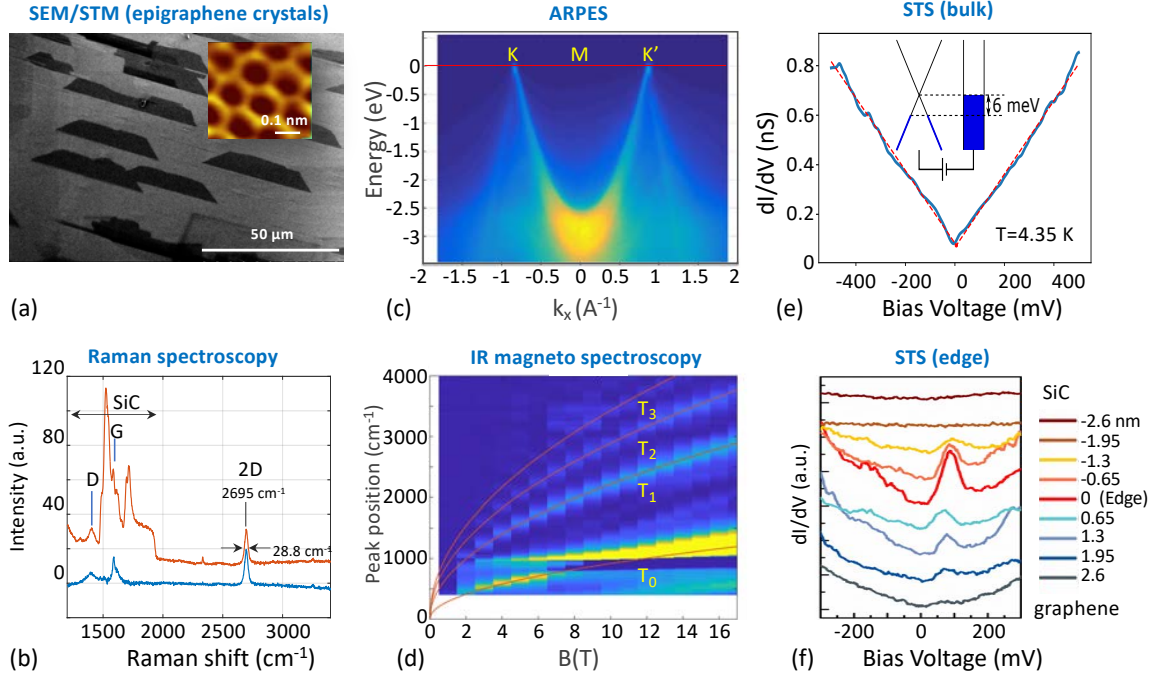 SEM/STM (epigraphene crystals)
0.1 nm
50 µm
(a)
ARPES
K M K’
0
-0.5
-1
-1.5
-2
-2.5
-3
Energy (eV)
-2 -1.5 -1 -0.5 0 0.5 1 1.5 2
(c)
kx (A-1)
STS (bulk)
0.8
0.6
0.4
0.2
0
dI/dV (nS)
6 meV
T=4.35 K
-400 -200 0 200 400
(e)
Bias Voltage (mV)
Raman spectroscopy
120
80
40
0
Intensity (a.u.)
SiC
G
D
2D
2695 cm-1
28.8 cm-1
1500 2000 2500 3000
(b)
Raman shift (cm-1)
IR magneto spectroscopy
4000
3000
2000
1000
0
Peak position (cm-1)
T3
T2
T1
T0
0 2 4 6 8 10 12 14 16
(d)
B(T)
STS (edge)
dI/dV (a.u.)
SiC
-2.6 nm
-1.95
-1.3
-0.65
0 (Edge)
0.65
1.3
1.95
2.6
graphene
-200 0 200
(f)
Bias Voltage (mV)